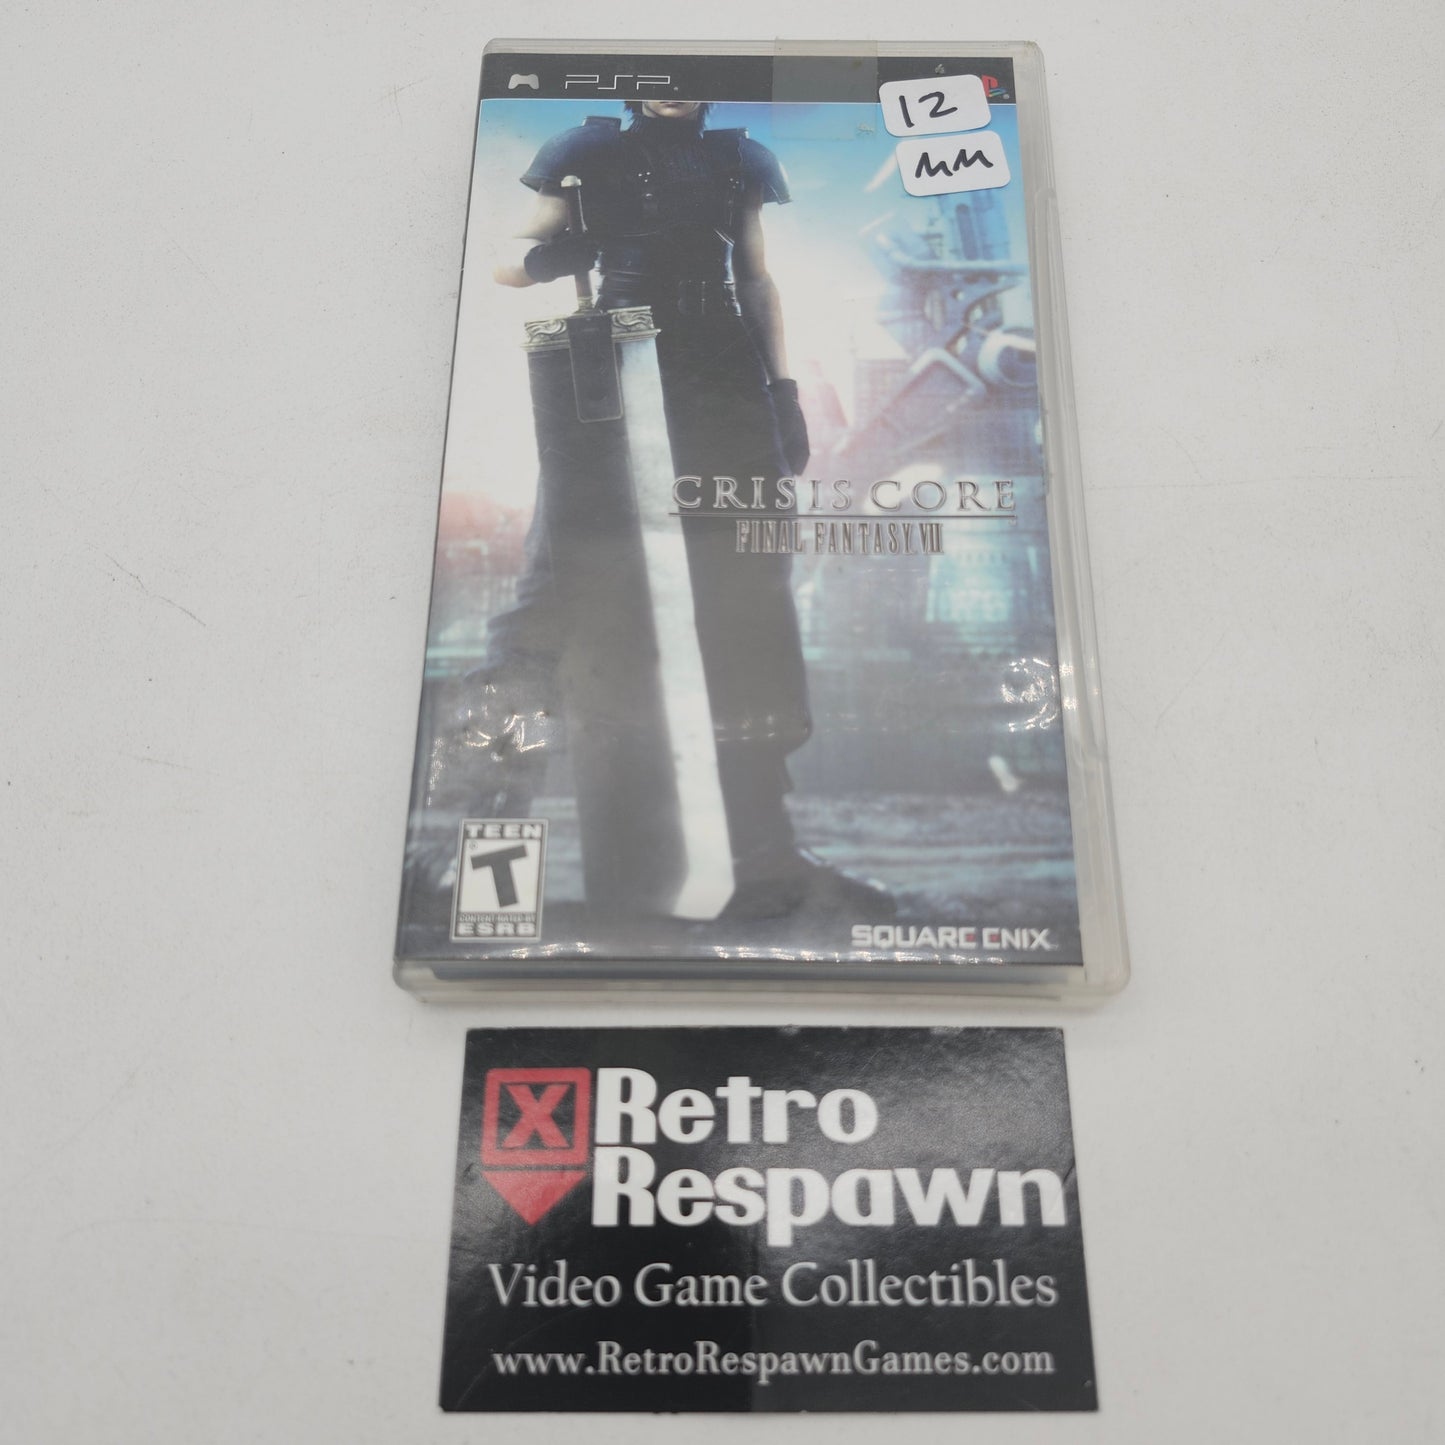 PSP
12
MM
CRISIS CORE
FINAL FANTASY VII
TEEN
T
CONTENT RATED BY
ESRB
SQUARE ENIX
X
Retro
Respawn
Video Game Collectibles
www.RetroRespawnGames.com